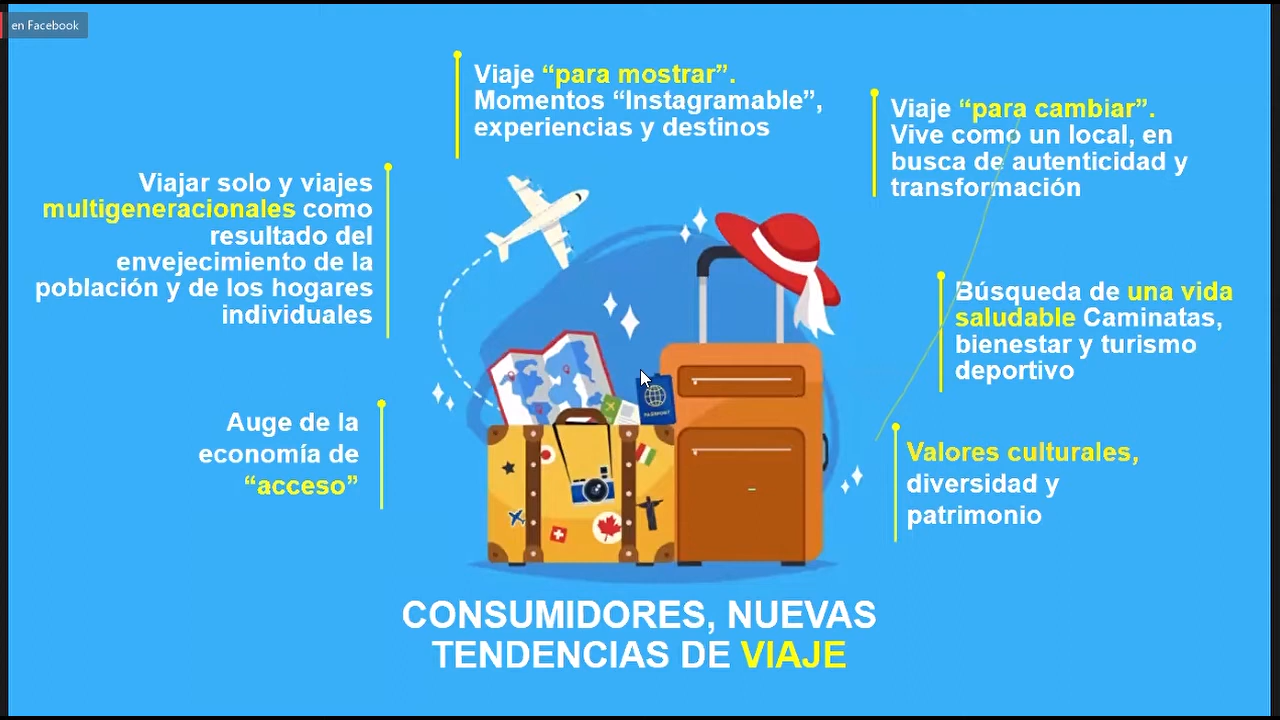 en Facebook
Viaje “para mostrar”.
Momentos “Instagramable”,
experiencias y destinos
Viaje “para cambiar”.
Vive como un local, en
busca de autenticidad y
transformación
Viajar solo y viajes
multigeneracionales como
resultado del
envejecimiento de la
población y de los hogares
individuales
Búsqueda de una vida
saludable Caminatas,
bienestar y turismo
deportivo
Auge de la
economía de
“acceso”
Valores culturales,
diversidad y
patrimonio
PASSPORT
CONSUMIDORES, NUEVAS
TENDENCIAS DE VIAJE